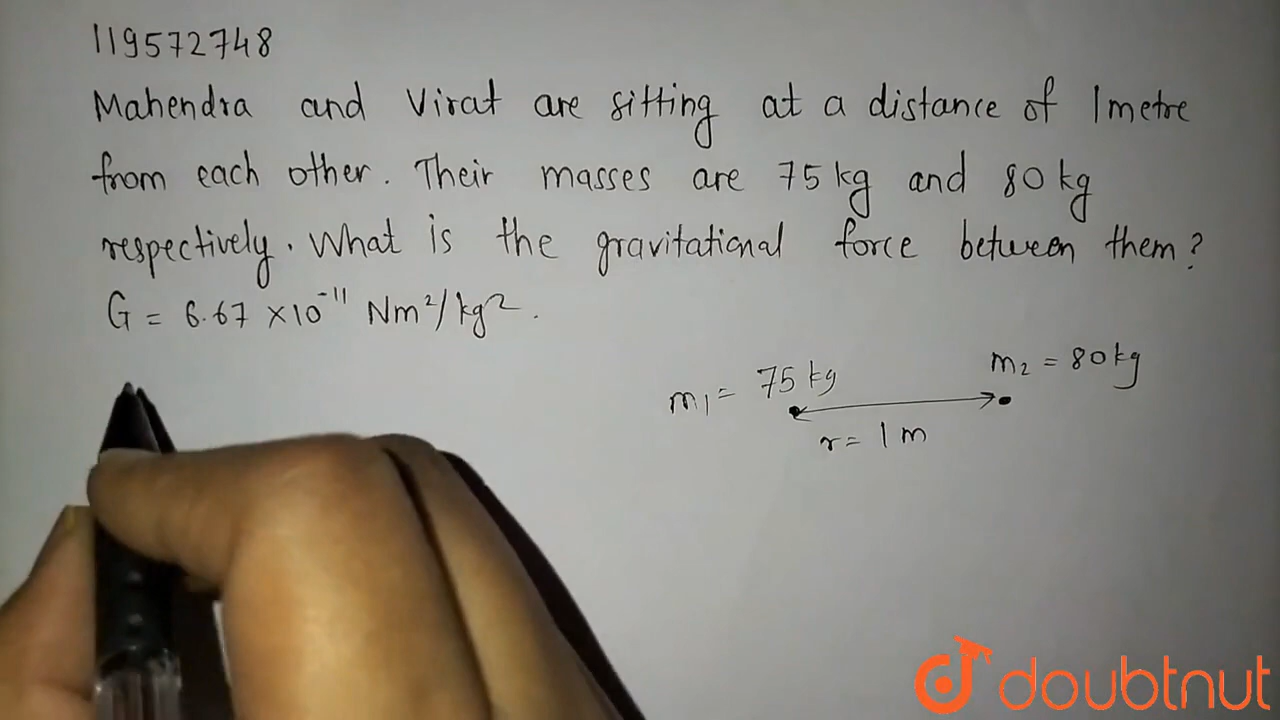 119572748
Mahendra and Virat are sitting at a distance of 1 metre
from each other. Their masses are 75 kg and 80 kg
respectively. What is the gravitational force between them?
G = 6.67 × 10⁻¹¹ Nm²/kg².
m₁ = 75 kg
m₂ = 80 kg
r = 1 m
doubtnut